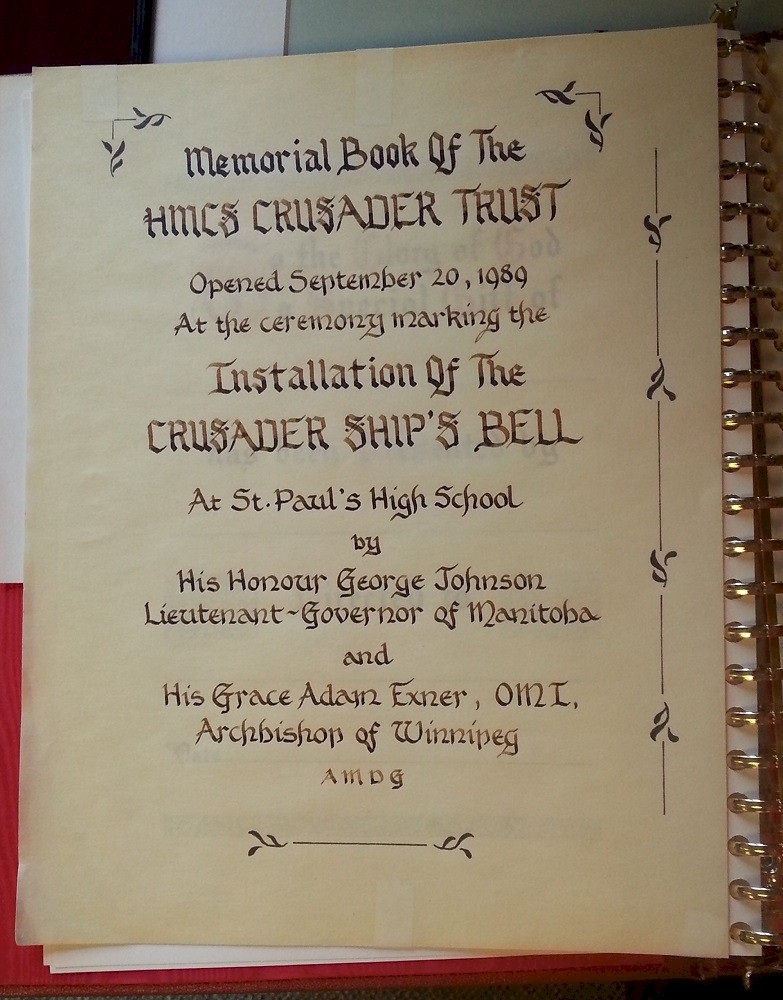 Memorial Book Of The
HMCS CRUSADER TRUST
Opened September 20, 1989
At the ceremony marking the
Installation Of The
CRUSADER SHIP'S BELL
At St. Paul's High School
by
His Honour George Johnson
Lieutenant-Governor of Manitoba
and
His Grace Adam Exner, OMI,
Archbishop of Winnipeg
A M D G